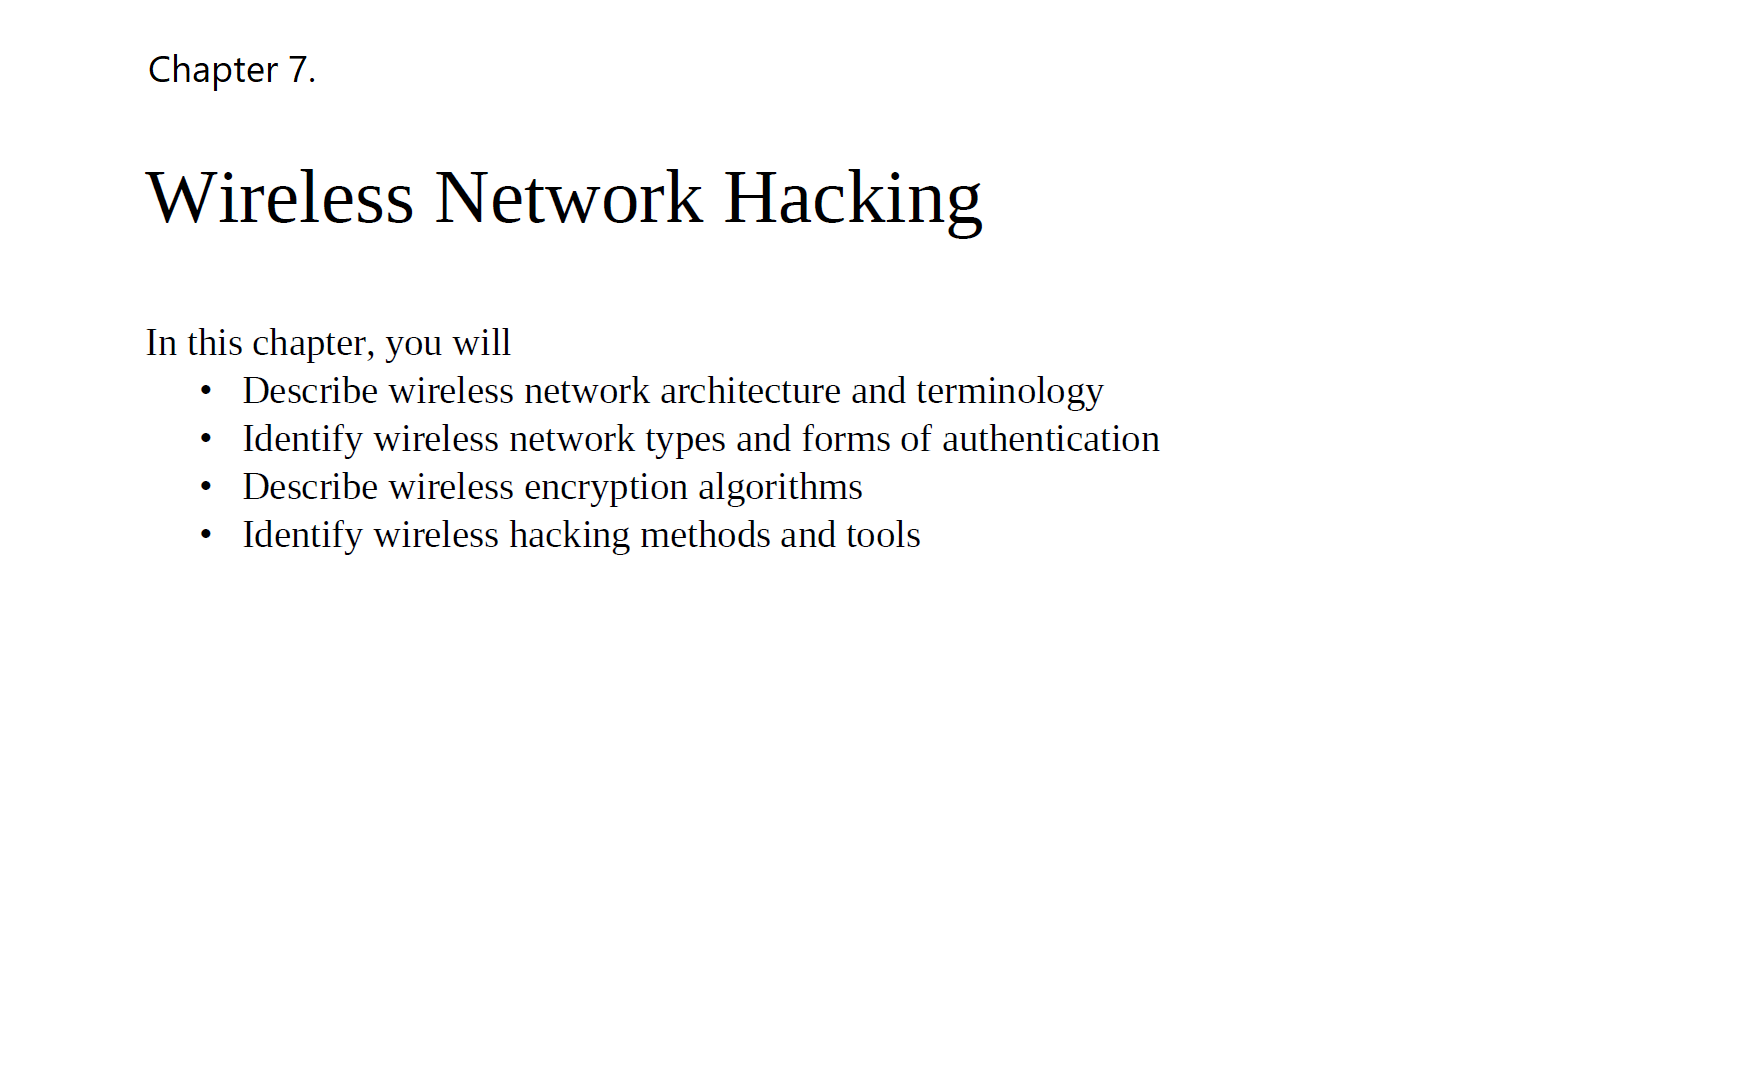 Chapter 7.
Wireless Network Hacking
In this chapter, you will
• Describe wireless network architecture and terminology
• Identify wireless network types and forms of authentication
• Describe wireless encryption algorithms
• Identify wireless hacking methods and tools